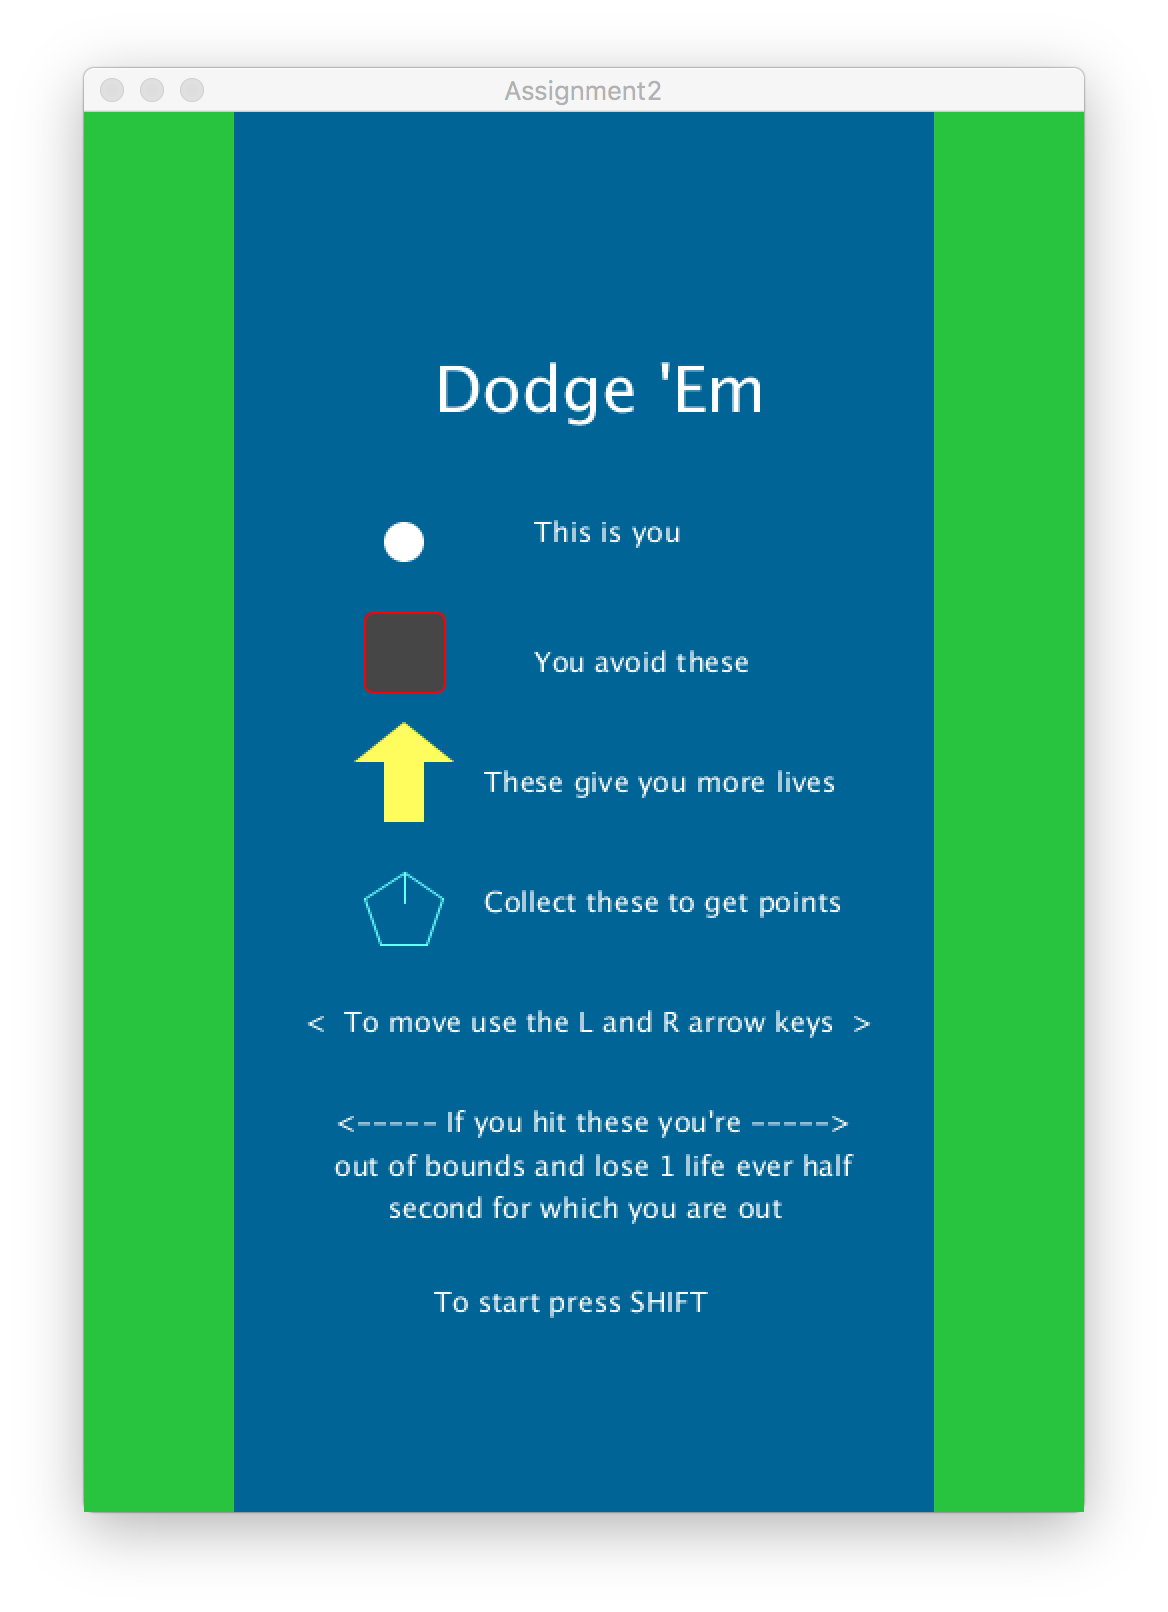 Assignment2
Dodge 'Em
This is you
You avoid these
These give you more lives
Collect these to get points
< To move use the L and R arrow keys >
<----- If you hit these you're ----->
out of bounds and lose 1 life ever half
second for which you are out
To start press SHIFT